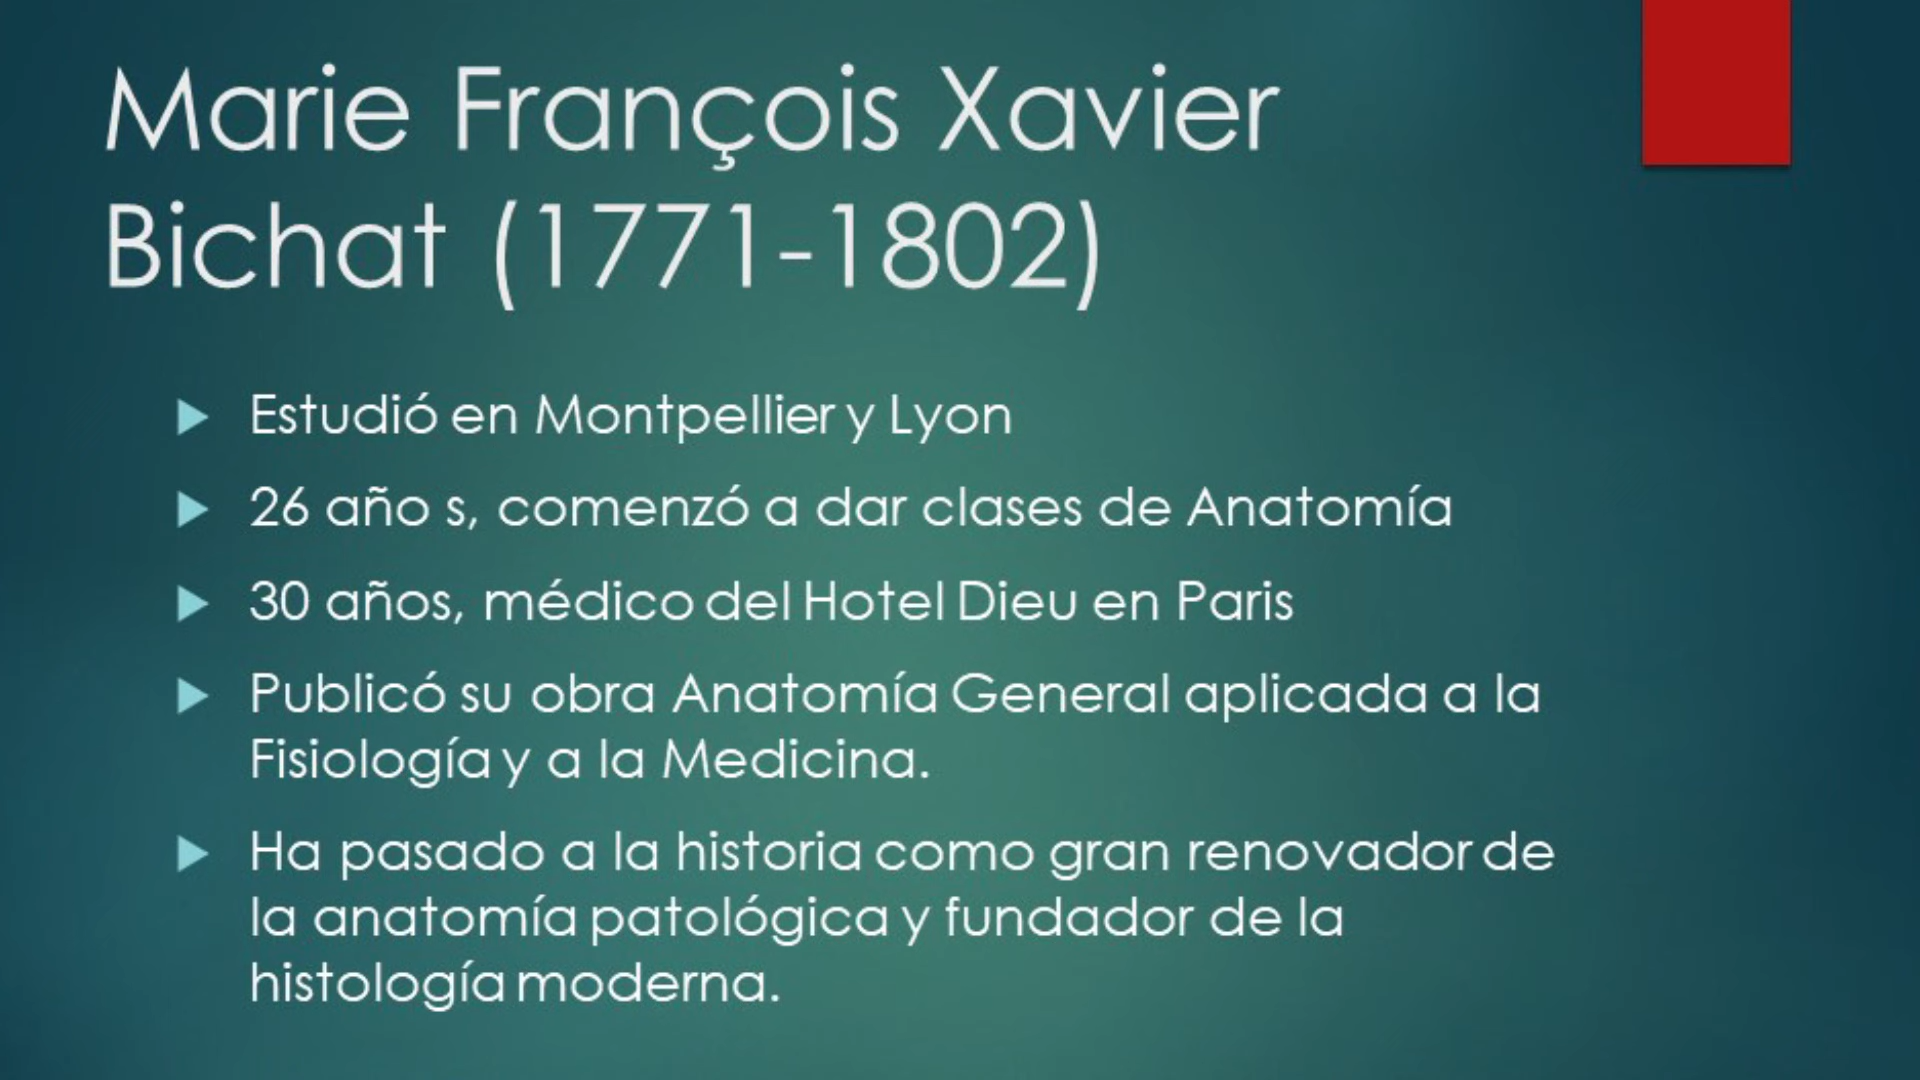 Marie François Xavier
Bichat (1771-1802)
Estudió en Montpellier y Lyon
26 año s, comenzó a dar clases de Anatomía
30 años, médico del Hotel Dieu en Paris
Publicó su obra Anatomía General aplicada a la
Fisiología y a la Medicina.
Ha pasado a la historia como gran renovador de
la anatomía patológica y fundador de la
histología moderna.